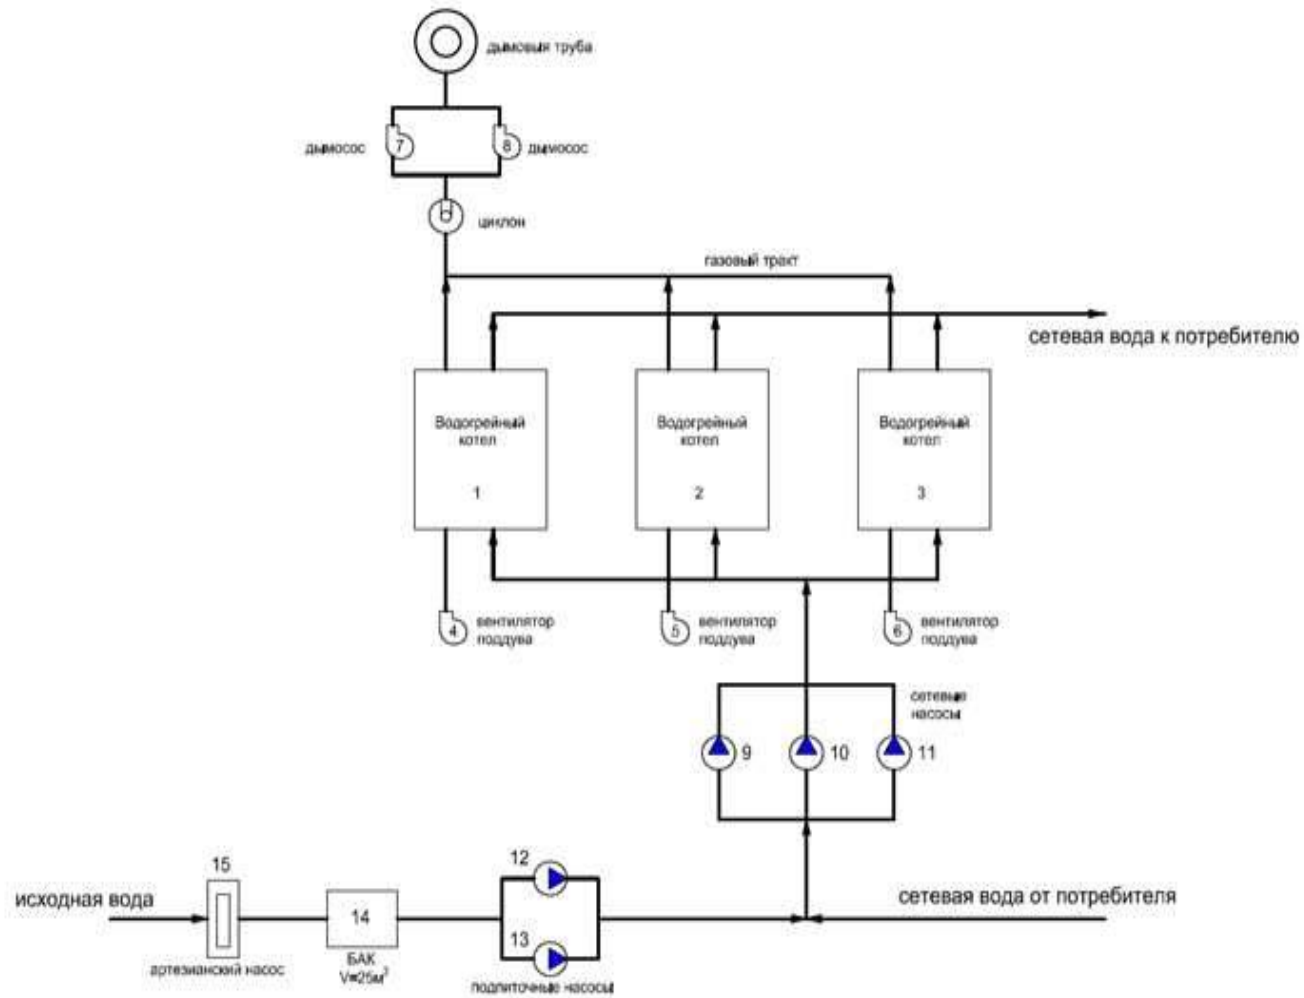 дымовыя труба
7
8
дымосос
дымосос
циклон
газовый тракт
сетевая вода к потребителю
Водогрейный
котел
1
Водогрейный
котел
2
Водогрейный
котел
3
4
вентилятор
поддува
5
вентилятор
поддува
6
вентилятор
поддува
сетевые
насосы
9
10
11
15
12
исходная вода
14
сетевая вода от потребителя
13
артезианский насос
БАК
V=25м³
подпиточные насосы